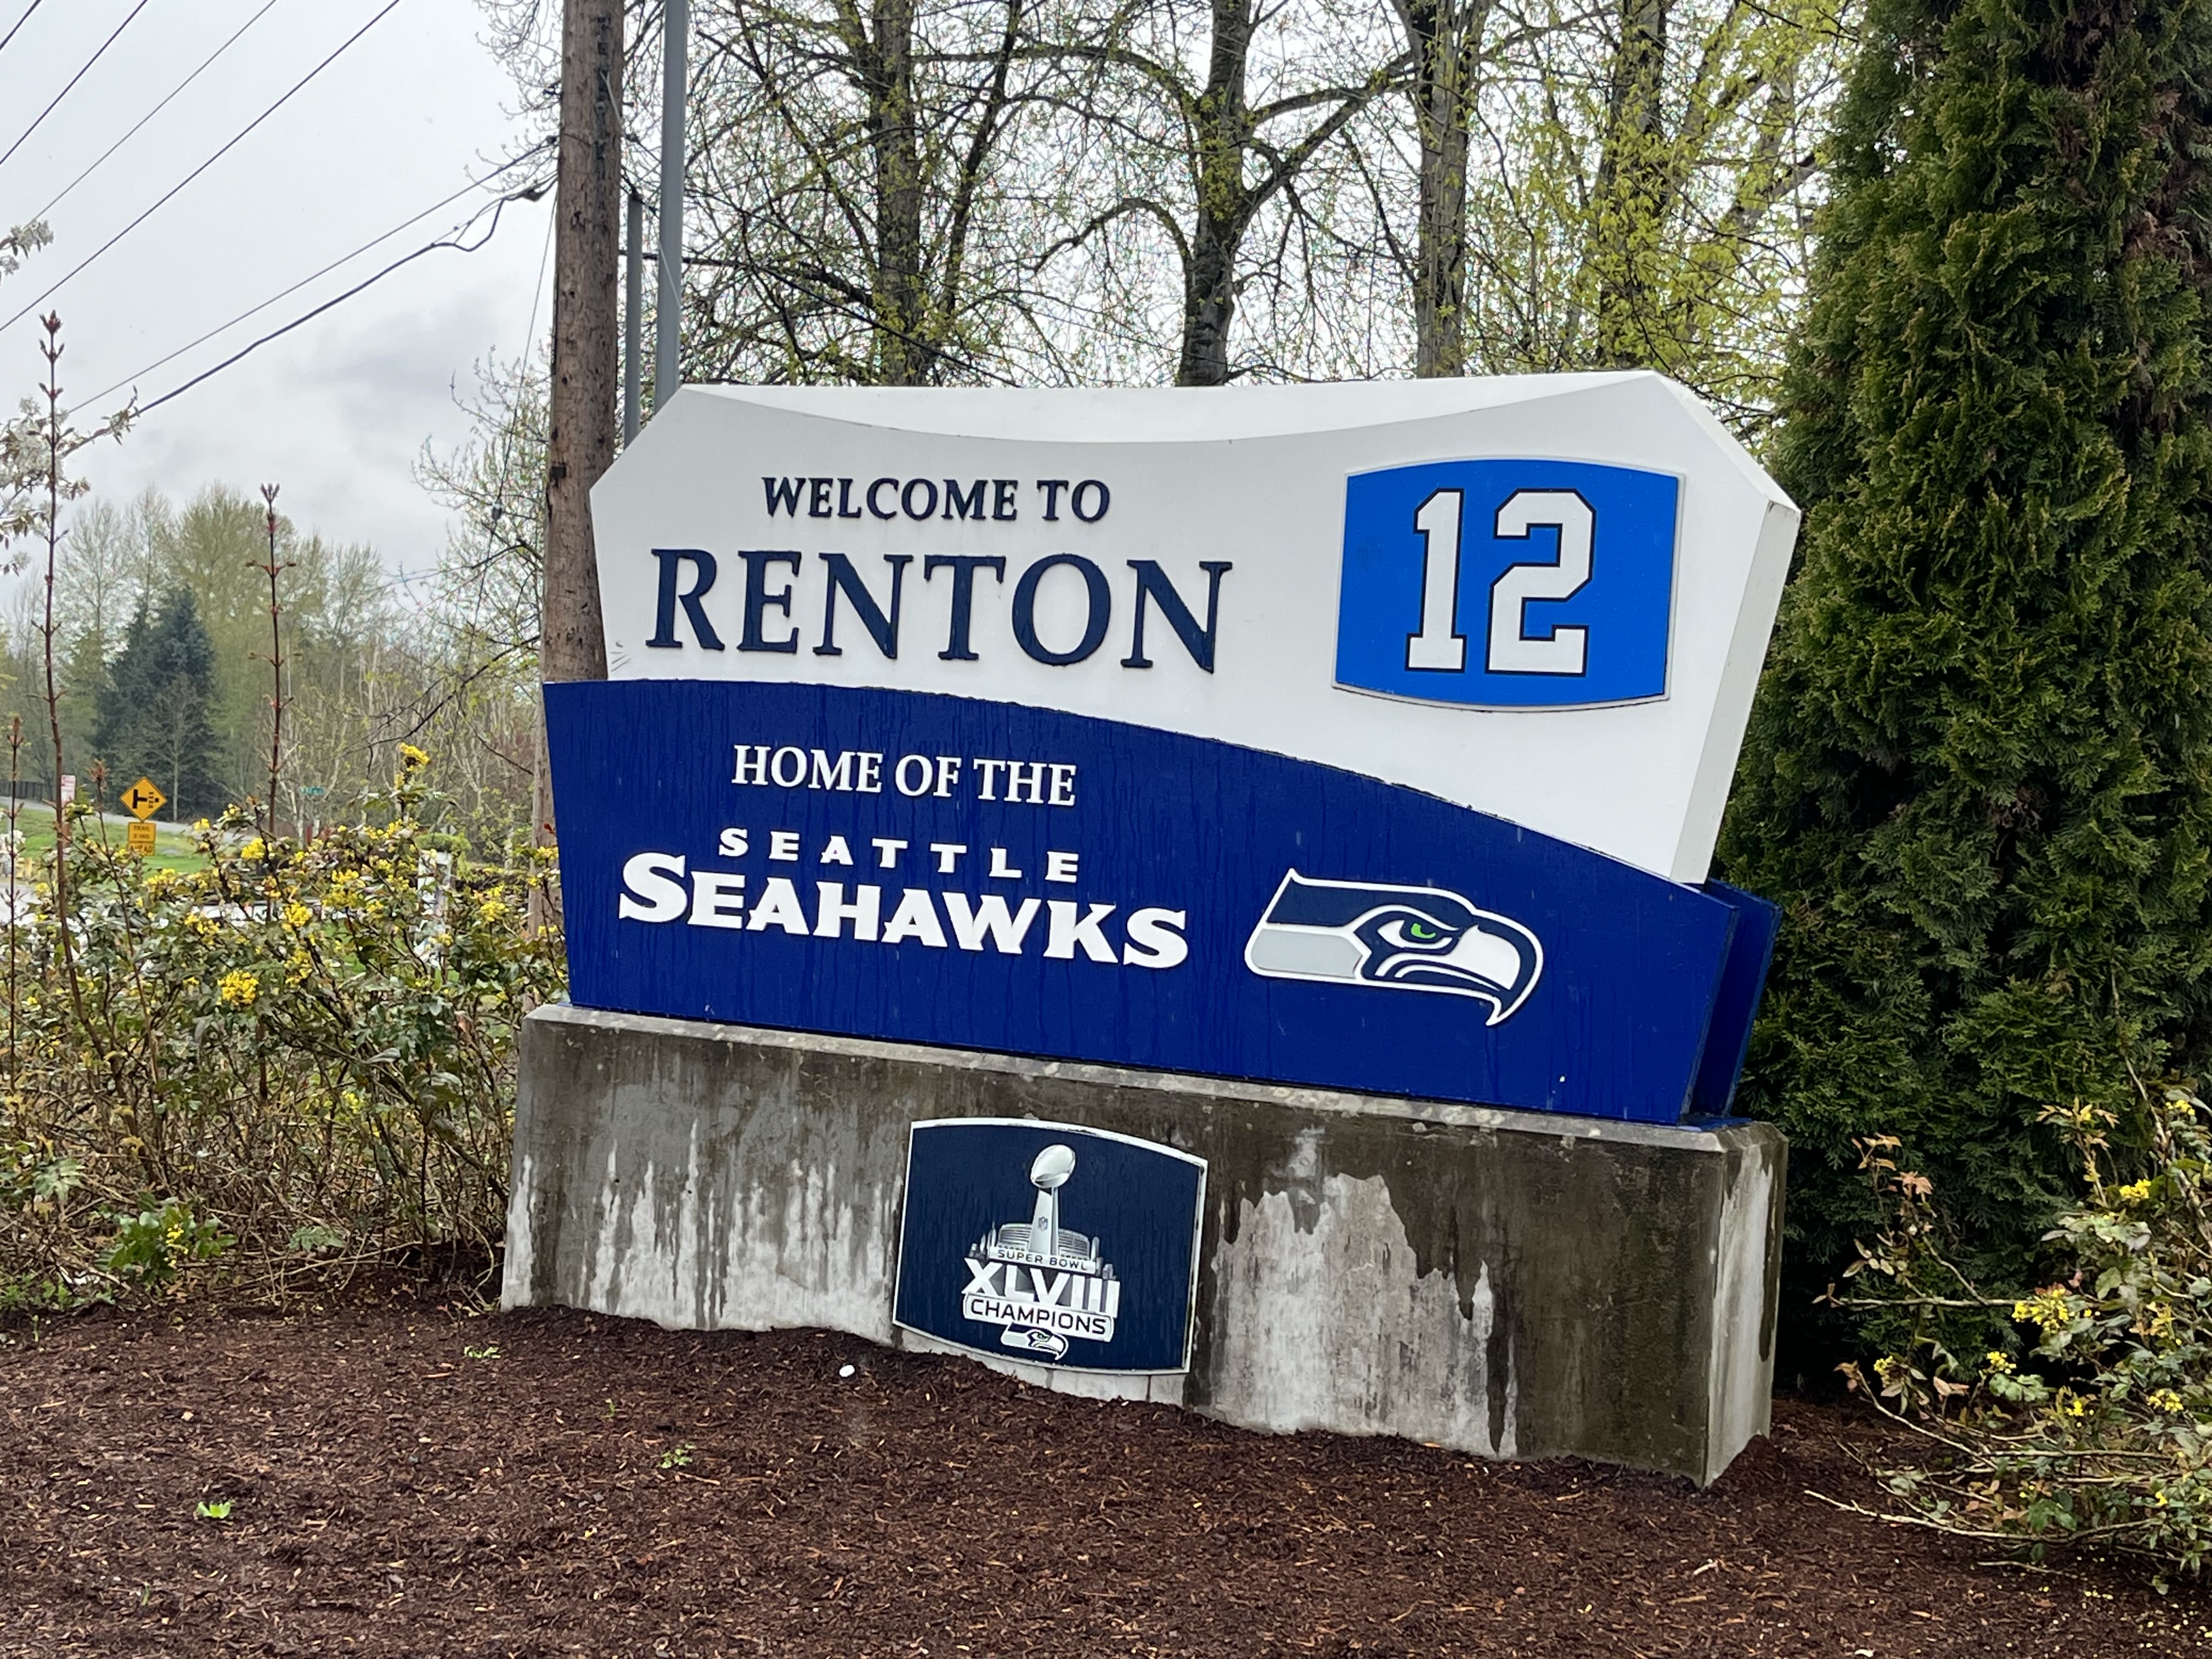 WELCOME TO
RENTON
12
HOME OF THE
SEATTLE
SEAHAWKS
SUPER BOWL
XLVIII
CHAMPIONS